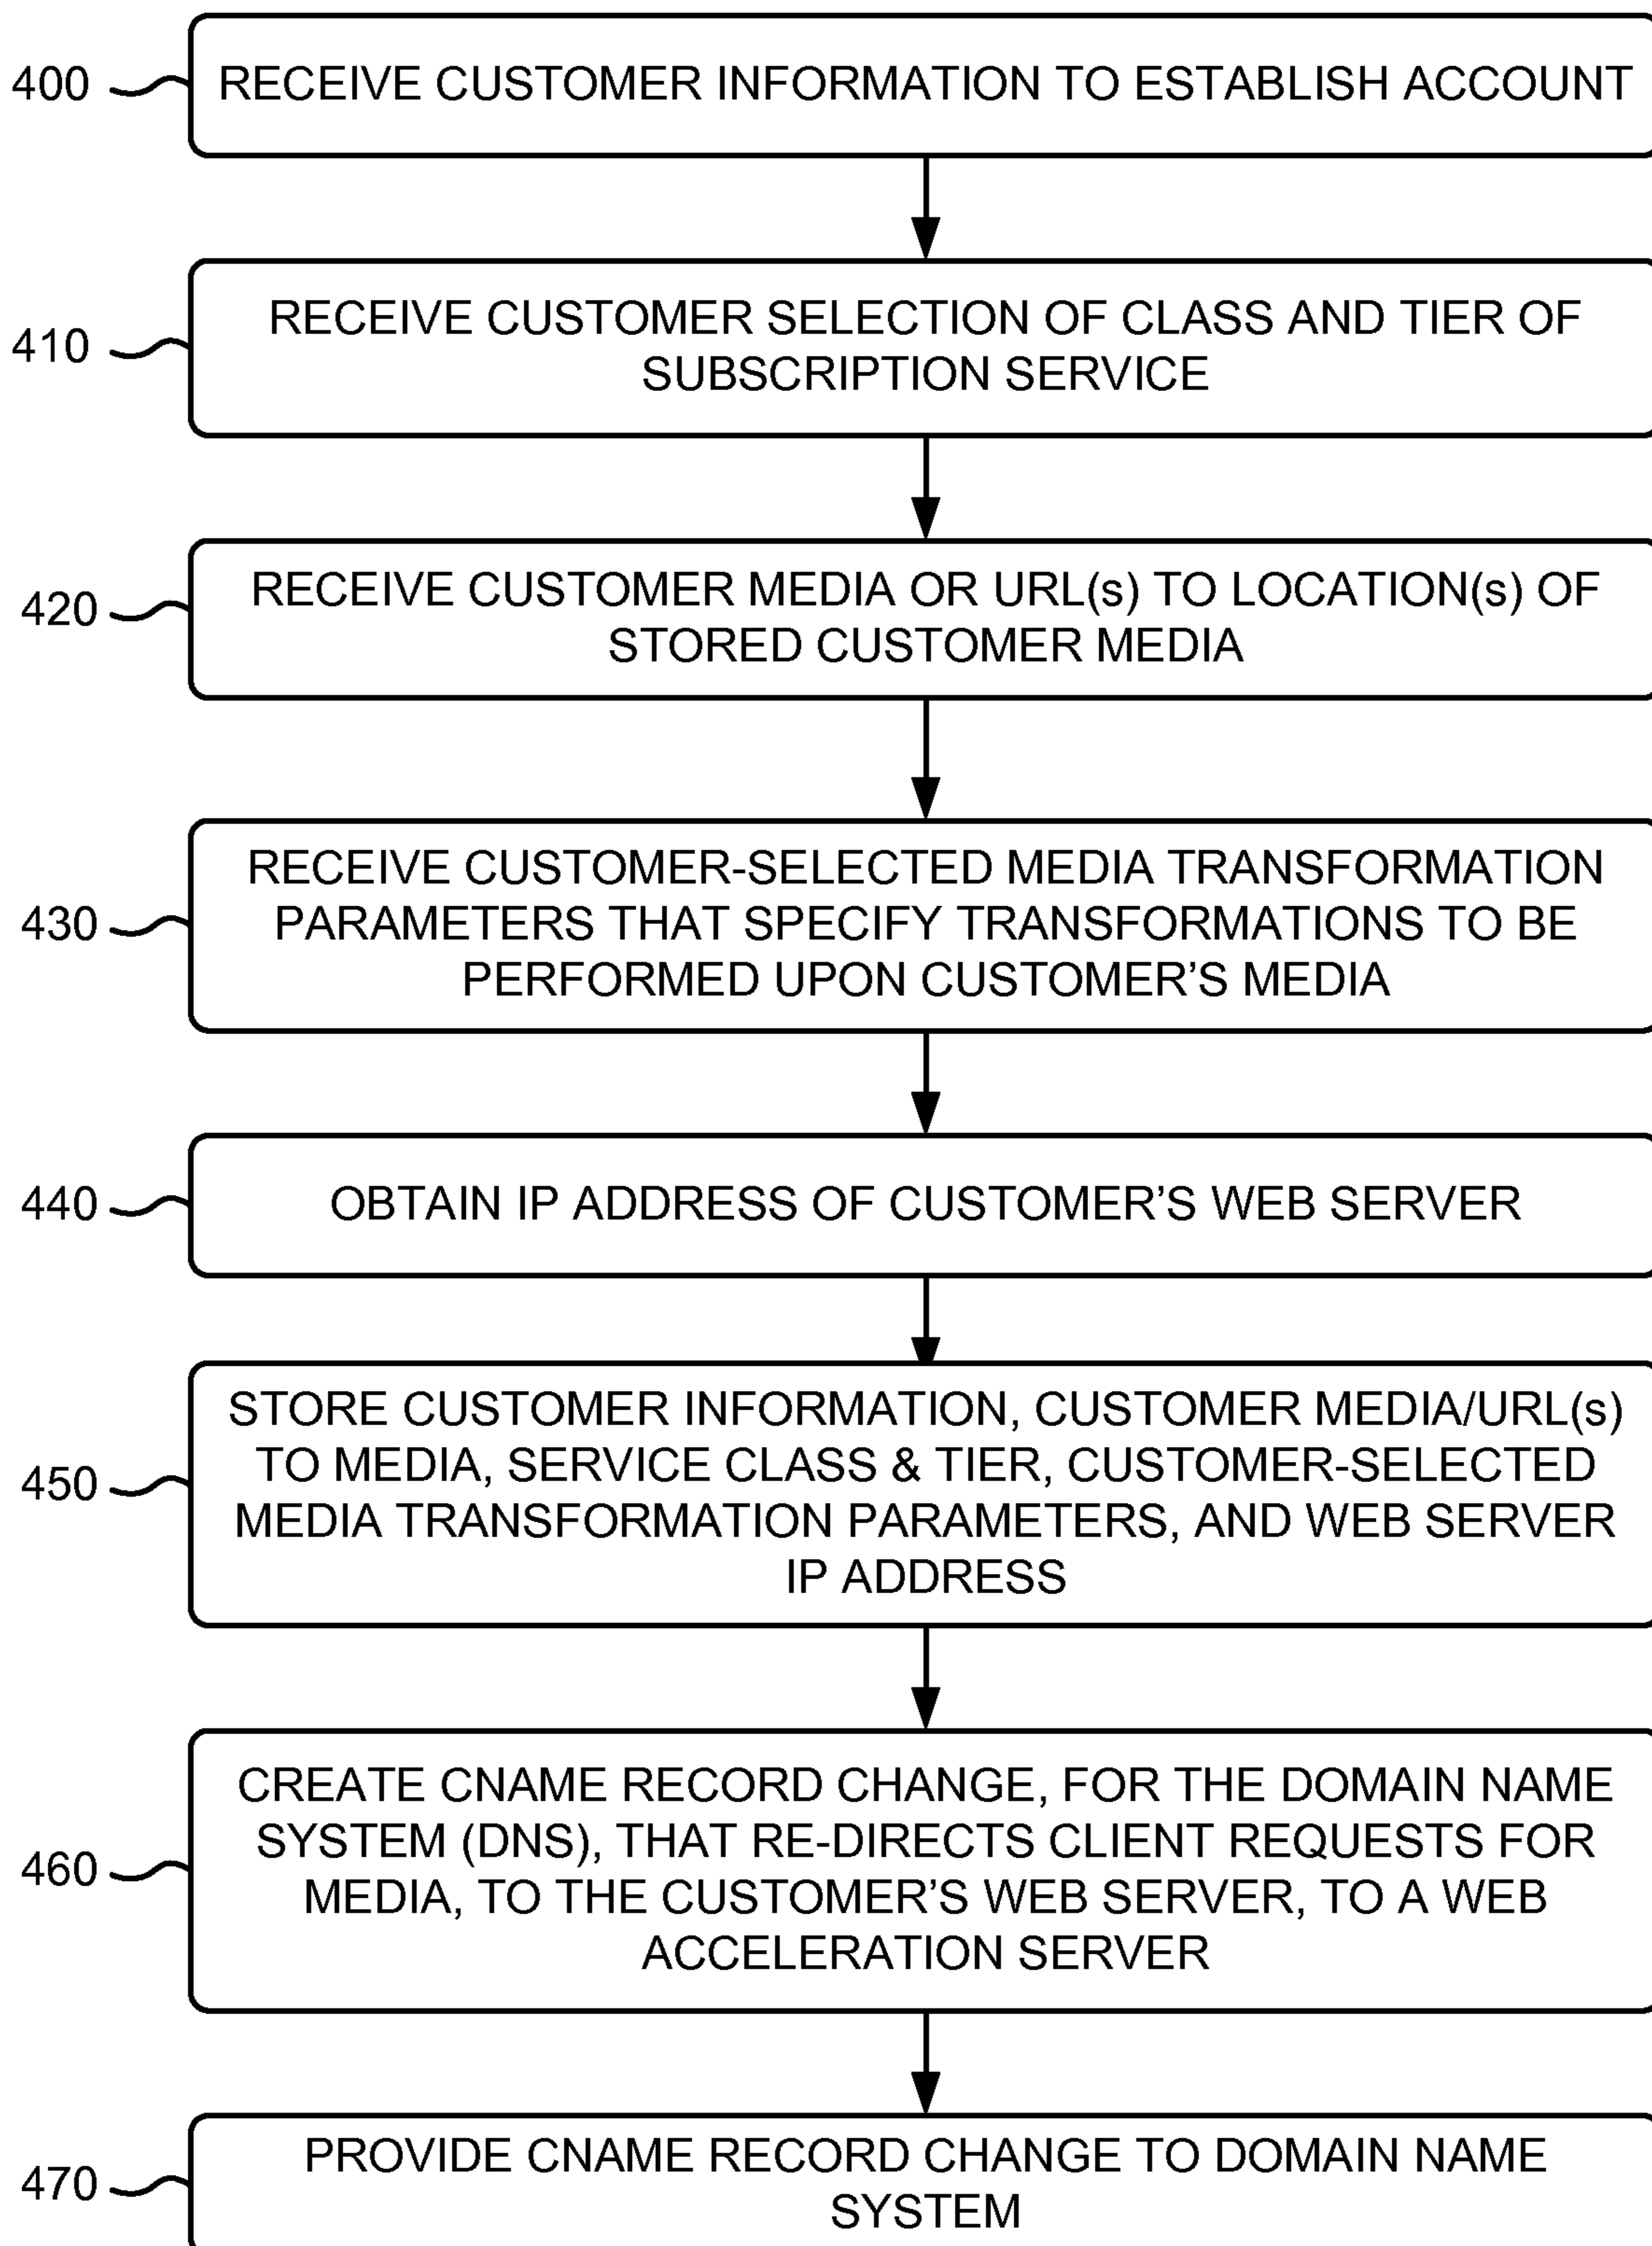 400
RECEIVE CUSTOMER INFORMATION TO ESTABLISH ACCOUNT
410
RECEIVE CUSTOMER SELECTION OF CLASS AND TIER OF
SUBSCRIPTION SERVICE
420
RECEIVE CUSTOMER MEDIA OR URL(s) TO LOCATION(s) OF
STORED CUSTOMER MEDIA
430
RECEIVE CUSTOMER-SELECTED MEDIA TRANSFORMATION
PARAMETERS THAT SPECIFY TRANSFORMATIONS TO BE
PERFORMED UPON CUSTOMER'S MEDIA
440
OBTAIN IP ADDRESS OF CUSTOMER'S WEB SERVER
450
STORE CUSTOMER INFORMATION, CUSTOMER MEDIA/URL(s)
TO MEDIA, SERVICE CLASS & TIER, CUSTOMER-SELECTED
MEDIA TRANSFORMATION PARAMETERS, AND WEB SERVER
IP ADDRESS
460
CREATE CNAME RECORD CHANGE, FOR THE DOMAIN NAME
SYSTEM (DNS), THAT RE-DIRECTS CLIENT REQUESTS FOR
MEDIA, TO THE CUSTOMER'S WEB SERVER, TO A WEB
ACCELERATION SERVER
470
PROVIDE CNAME RECORD CHANGE TO DOMAIN NAME
SYSTEM